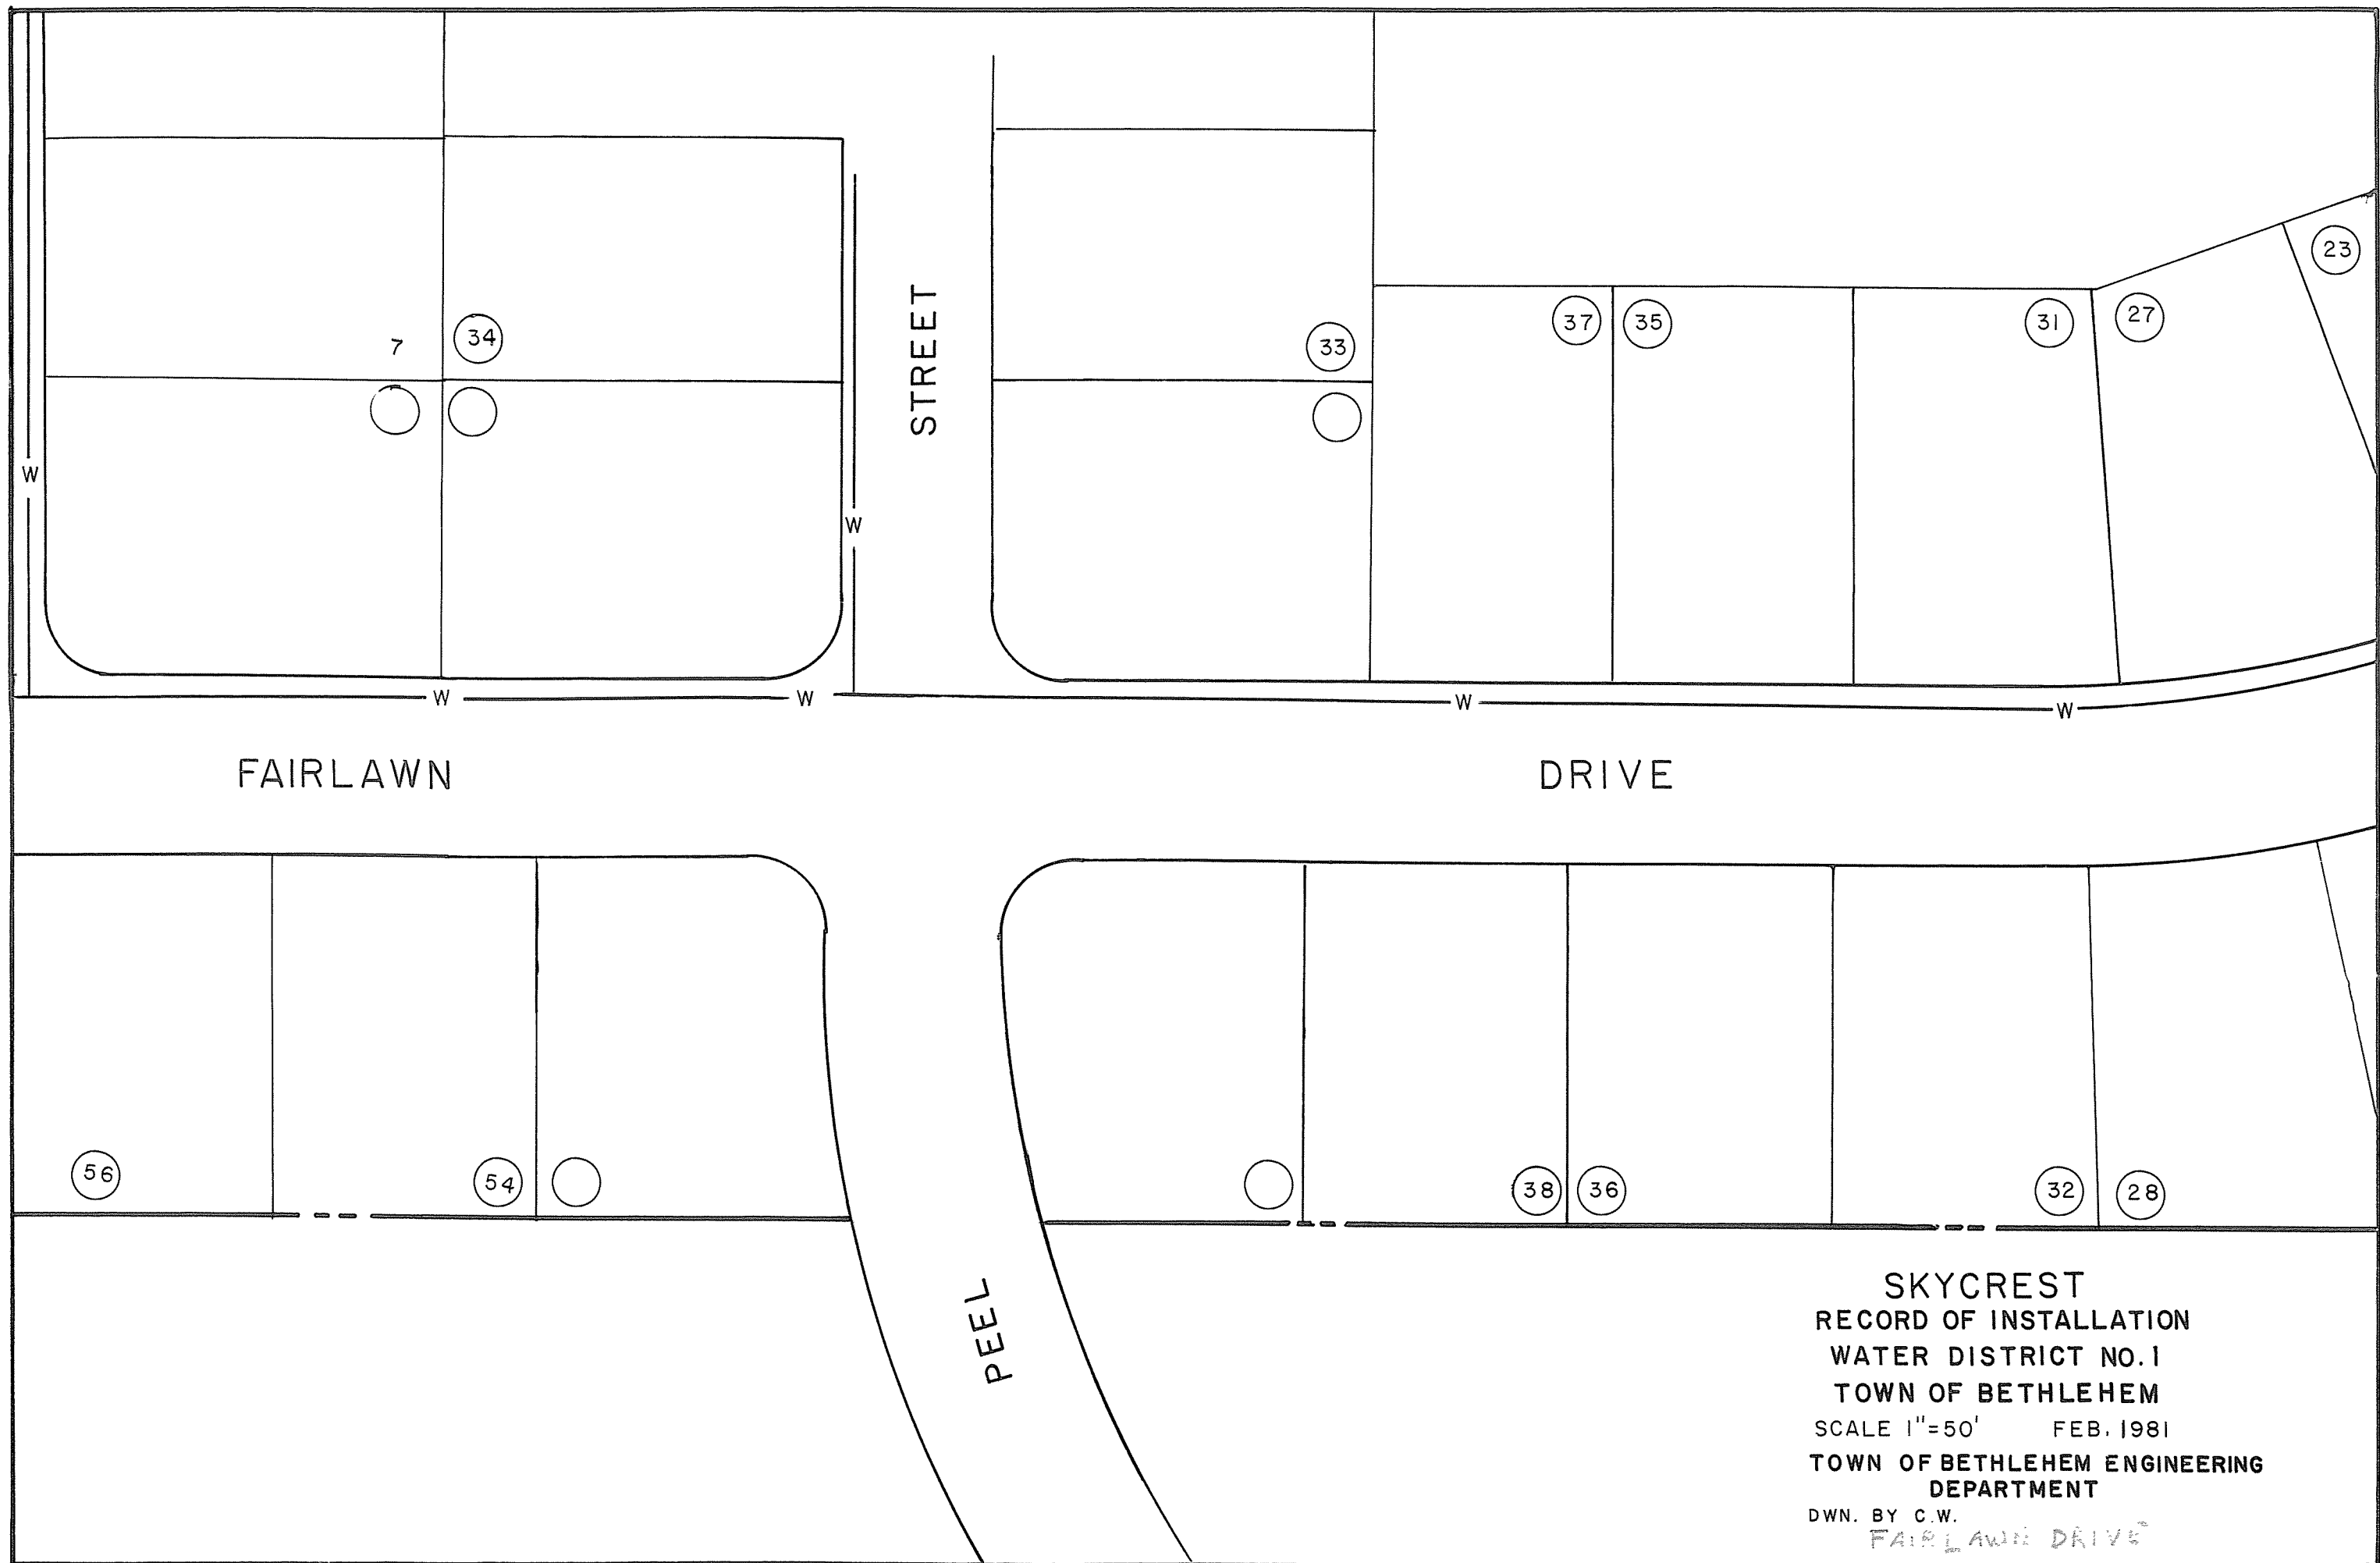 23
37
35
31
27
7
34
33
STREET
W
W
W
W
W
W
FAIRLAWN
DRIVE
56
54
38
36
32
28
PEEL
SKYCREST
RECORD OF INSTALLATION
WATER DISTRICT NO.1
TOWN OF BETHLEHEM
SCALE 1"=50' FEB. 1981
TOWN OF BETHLEHEM ENGINEERING
DEPARTMENT
DWN. BY C.W.
FAIRLAWN DRIVE